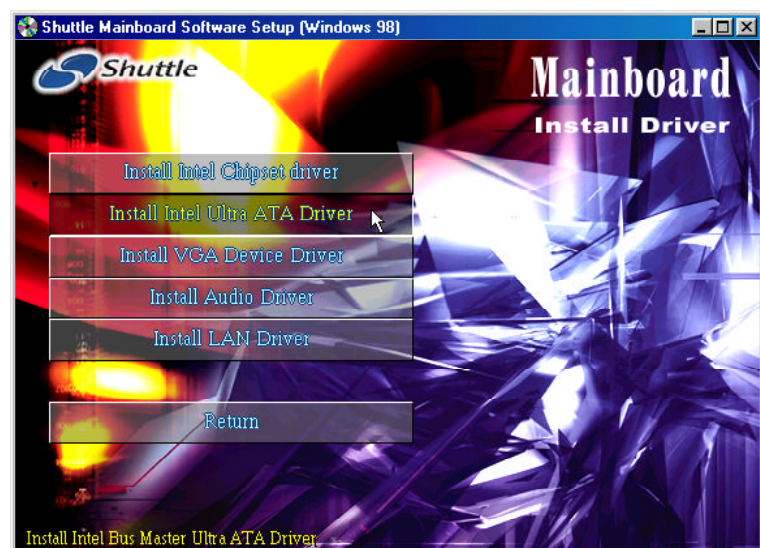 Shuttle Mainboard Software Setup (Windows 98)
Shuttle
Mainboard
Install Driver
Install Intel Chipset driver
Install Intel Ultra ATA Driver
Install VGA Device Driver
Install Audio Driver
Install LAN Driver
Return
Install Intel Bus Master Ultra ATA Driver